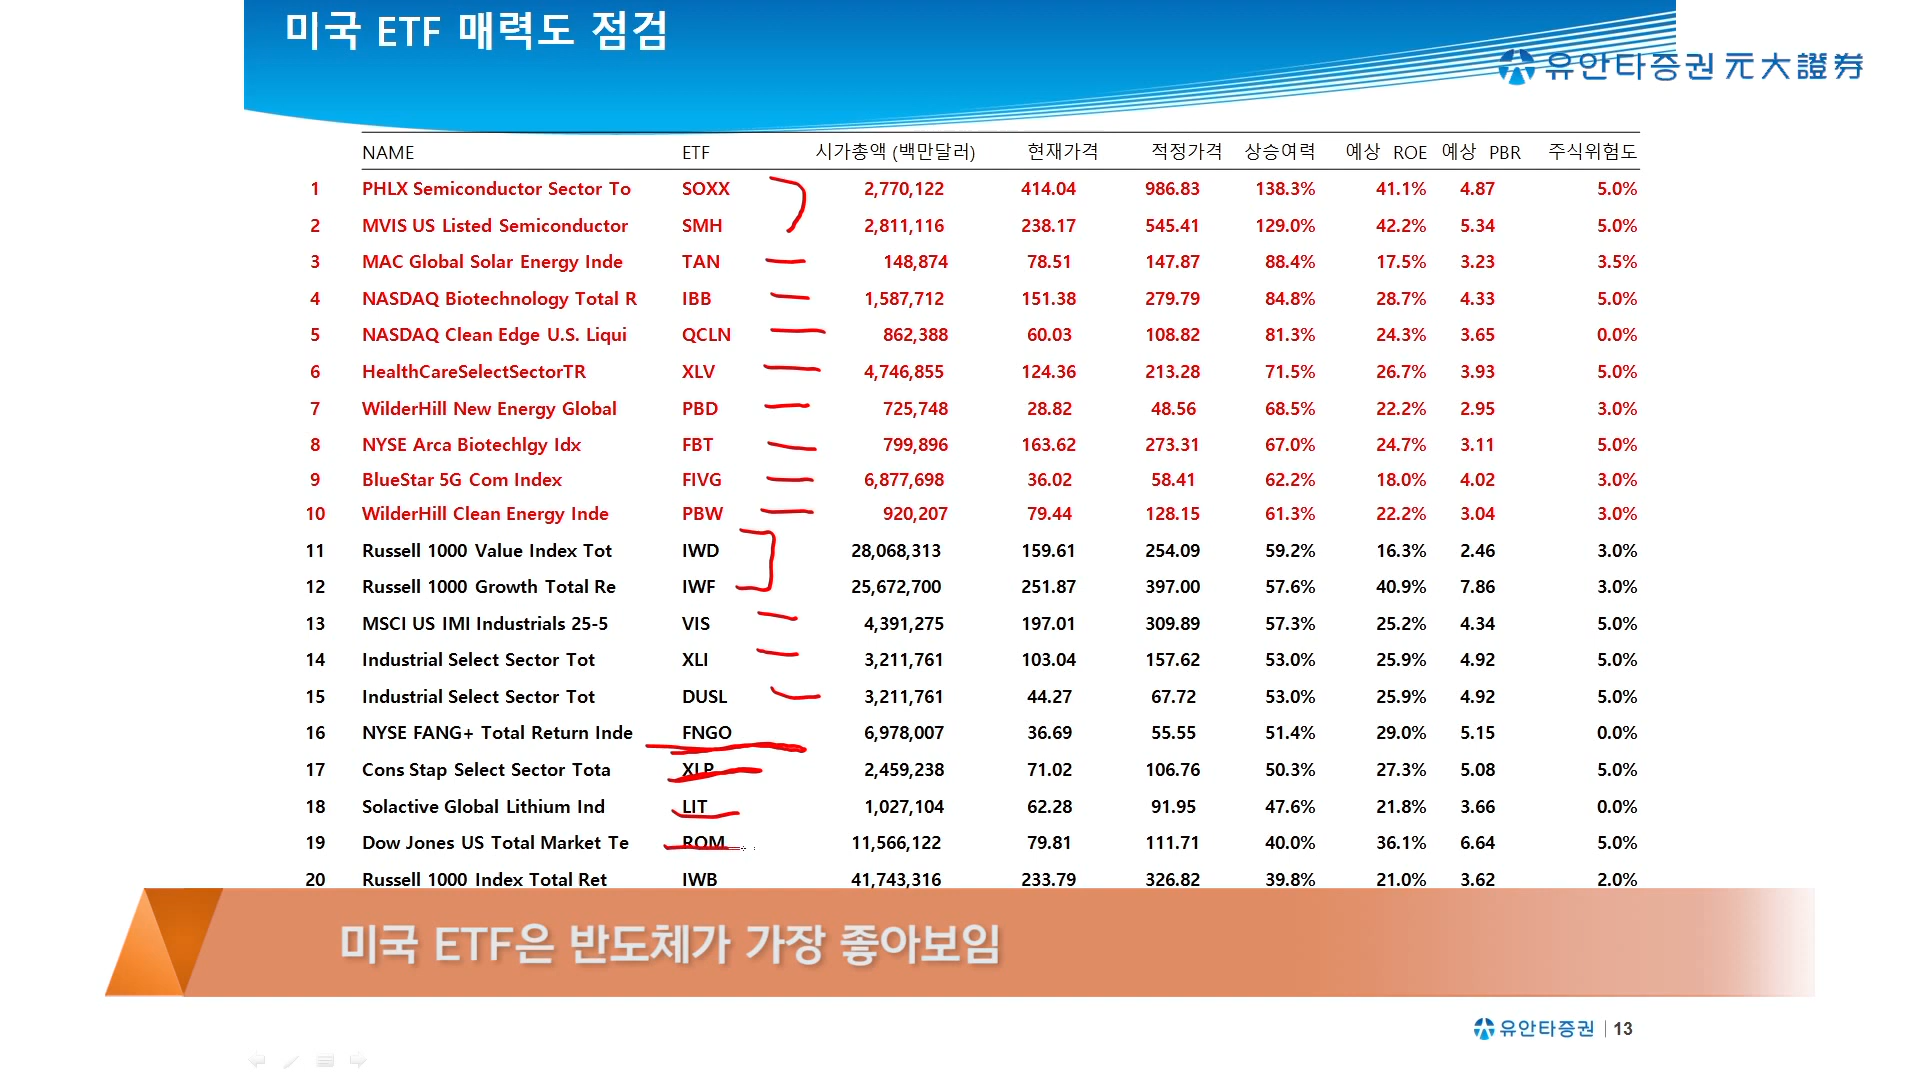 미국 ETF 매력도 점검
유안타증권 元大證券
NAME ETF 시가총액 (백만달러) 현재가격 적정가격 상승여력 예상 ROE 예상 PBR 주식위험도
1 PHLX Semiconductor Sector To SOXX 2,770,122 414.04 986.83 138.3% 41.1% 4.87 5.0%
2 MVIS US Listed Semiconductor SMH 2,811,116 238.17 545.41 129.0% 42.2% 5.34 5.0%
3 MAC Global Solar Energy Inde TAN 148,874 78.51 147.87 88.4% 17.5% 3.23 3.5%
4 NASDAQ Biotechnology Total R IBB 1,587,712 151.38 279.79 84.8% 28.7% 4.33 5.0%
5 NASDAQ Clean Edge U.S. Liqui QCLN 862,388 60.03 108.82 81.3% 24.3% 3.65 0.0%
6 HealthCareSelectSectorTR XLV 4,746,855 124.36 213.28 71.5% 26.7% 3.93 5.0%
7 WilderHill New Energy Global PBD 725,748 28.82 48.56 68.5% 22.2% 2.95 3.0%
8 NYSE Arca Biotechlgy Idx FBT 799,896 163.62 273.31 67.0% 24.7% 3.11 5.0%
9 BlueStar 5G Com Index FIVG 6,877,698 36.02 58.41 62.2% 18.0% 4.02 3.0%
10 WilderHill Clean Energy Inde PBW 920,207 79.44 128.15 61.3% 22.2% 3.04 3.0%
11 Russell 1000 Value Index Tot IWD 28,068,313 159.61 254.09 59.2% 16.3% 2.46 3.0%
12 Russell 1000 Growth Total Re IWF 25,672,700 251.87 397.00 57.6% 40.9% 7.86 3.0%
13 MSCI US IMI Industrials 25-5 VIS 4,391,275 197.01 309.89 57.3% 25.2% 4.34 5.0%
14 Industrial Select Sector Tot XLI 3,211,761 103.04 157.62 53.0% 25.9% 4.92 5.0%
15 Industrial Select Sector Tot DUSL 3,211,761 44.27 67.72 53.0% 25.9% 4.92 5.0%
16 NYSE FANG+ Total Return Inde FNGO 6,978,007 36.69 55.55 51.4% 29.0% 5.15 0.0%
17 Cons Stap Select Sector Tota XLP 2,459,238 71.02 106.76 50.3% 27.3% 5.08 5.0%
18 Solactive Global Lithium Ind LIT 1,027,104 62.28 91.95 47.6% 21.8% 3.66 0.0%
19 Dow Jones US Total Market Te ROM 11,566,122 79.81 111.71 40.0% 36.1% 6.64 5.0%
20 Russell 1000 Index Total Ret IWB 41,743,316 233.79 326.82 39.8% 21.0% 3.62 2.0%
미국 ETF은 반도체가 가장 좋아보임
유안타증권 | 13